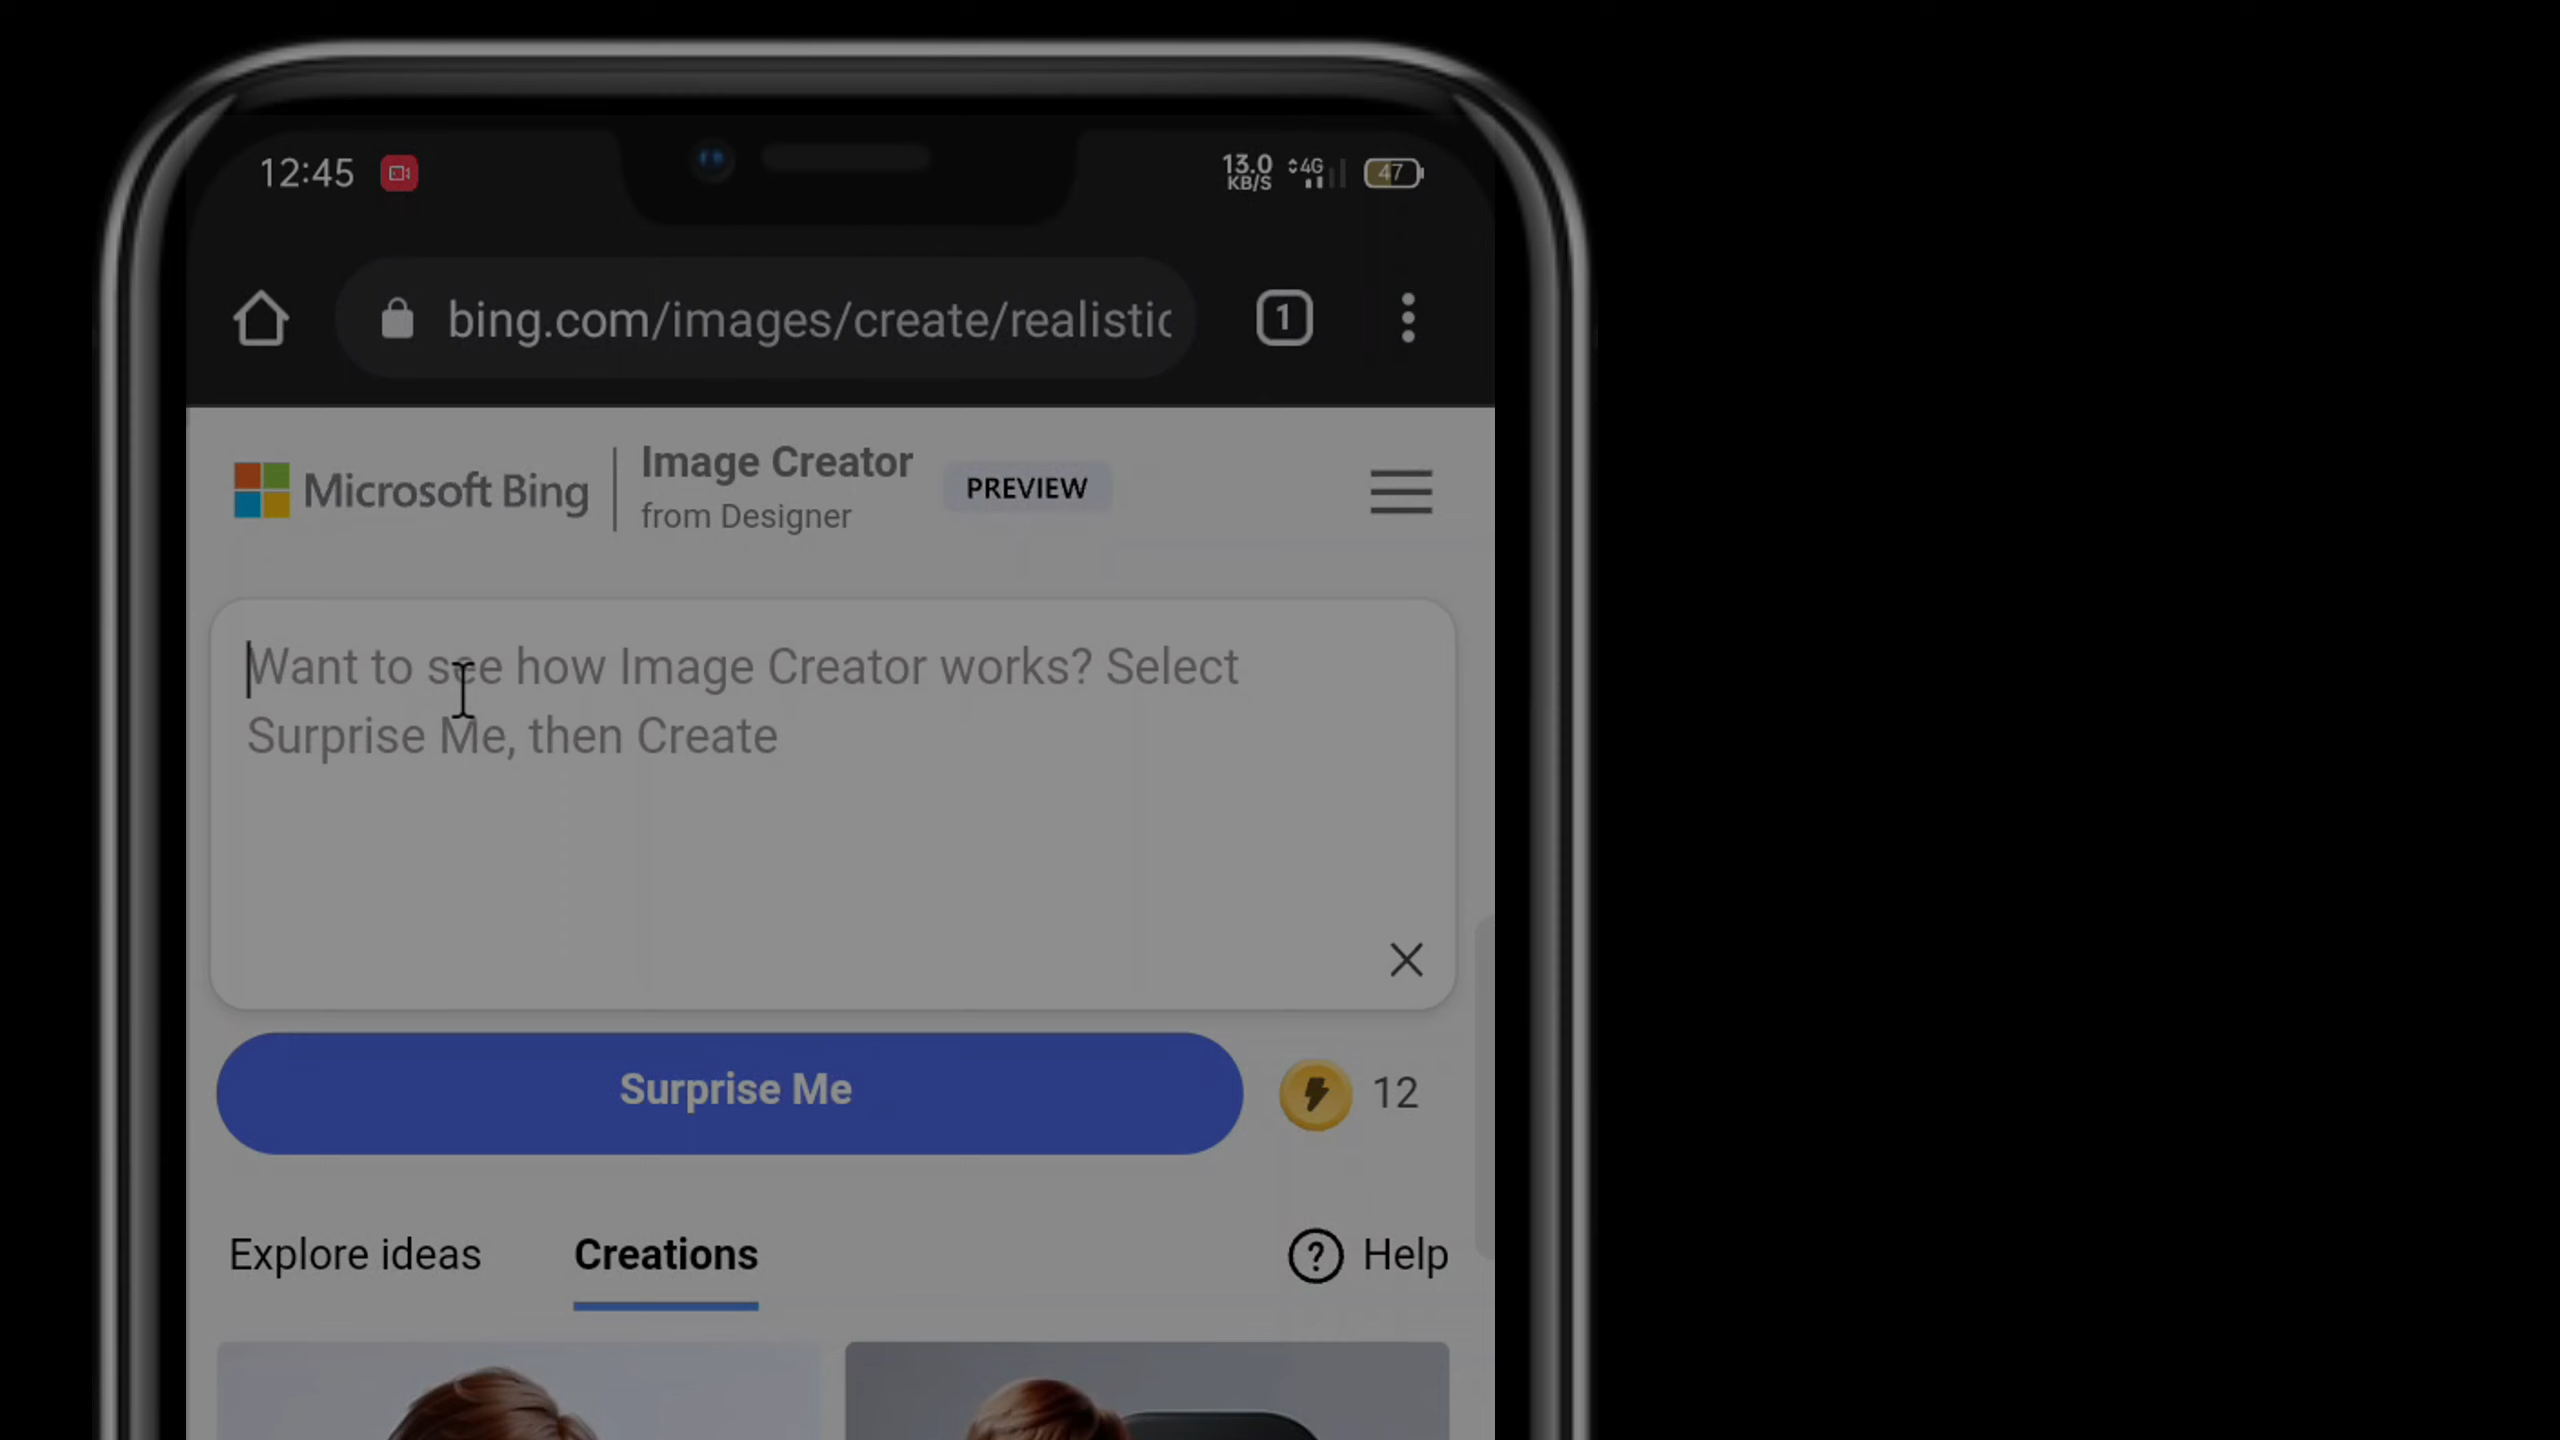 12:45
13.0
KB/S
4G
47
bing.com/images/create/realistic
1
Microsoft Bing
Image Creator
from Designer
PREVIEW
Want to see how Image Creator works? Select
Surprise Me, then Create
Surprise Me
12
Explore ideas
Creations
? Help